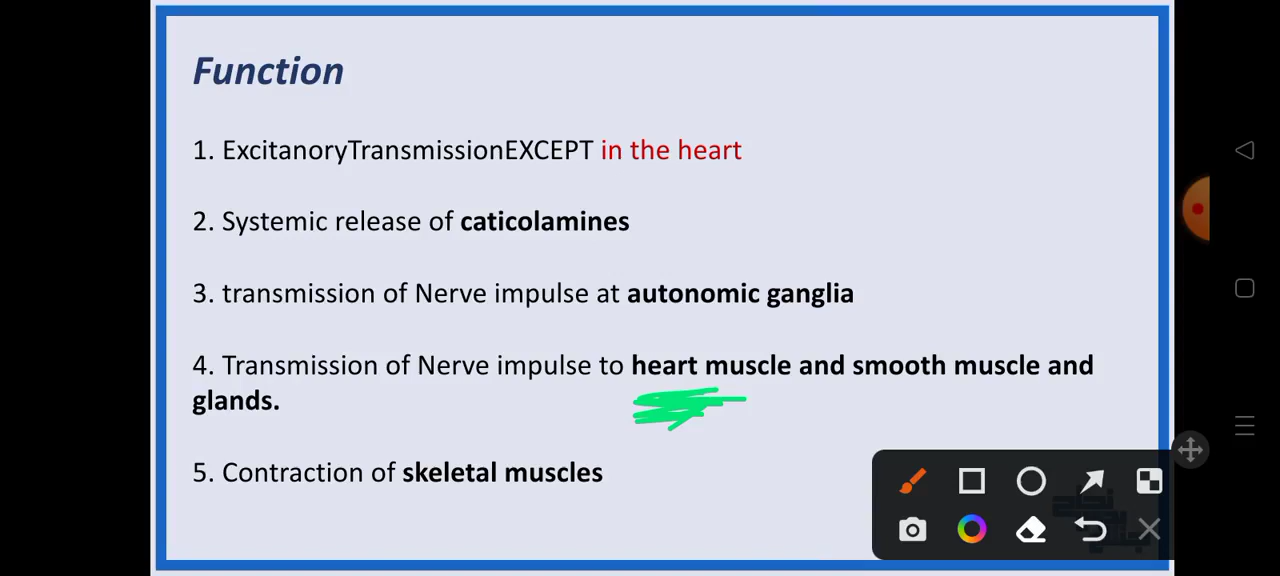 Function
1. ExcitanoryTransmissionEXCEPT in the heart
2. Systemic release of caticolamines
3. transmission of Nerve impulse at autonomic ganglia
4. Transmission of Nerve impulse to heart muscle and smooth muscle and
glands.
5. Contraction of skeletal muscles